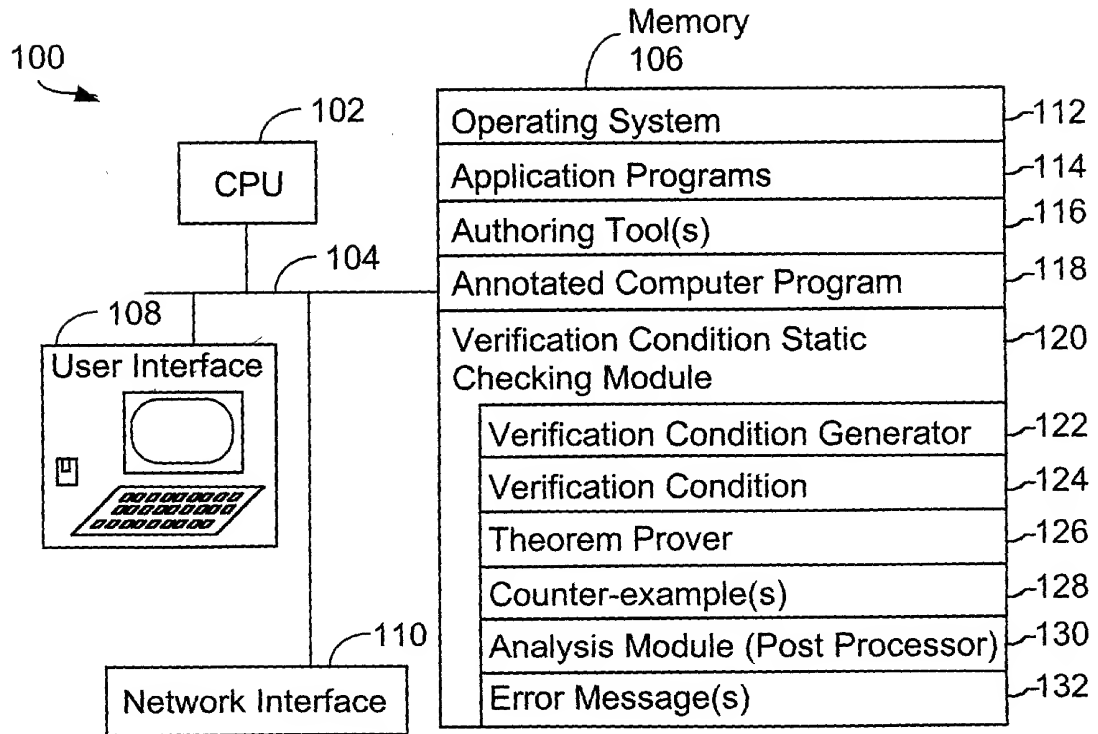 Memory
106
100
102
CPU
104
108
User Interface
110
Network Interface
Operating System
112
Application Programs
114
Authoring Tool(s)
116
Annotated Computer Program
118
Verification Condition Static
Checking Module
120
Verification Condition Generator
122
Verification Condition
124
Theorem Prover
126
Counter-example(s)
128
Analysis Module (Post Processor)
130
Error Message(s)
132